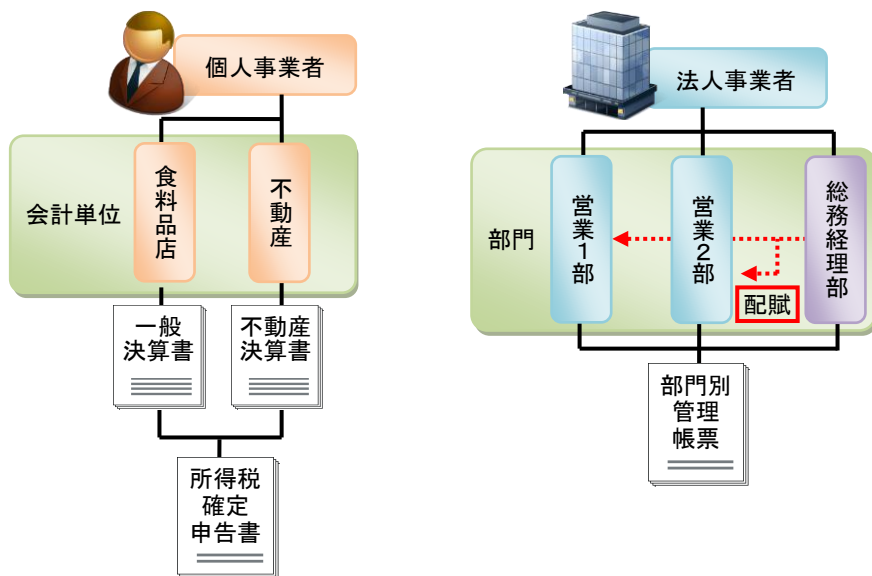 個人事業者
会計単位
食料品店
不動産
一般
決算書
不動産
決算書
所得税
確定
申告書
法人事業者
部門
営業1部
営業2部
総務経理部
配賦
部門別
管理
帳票